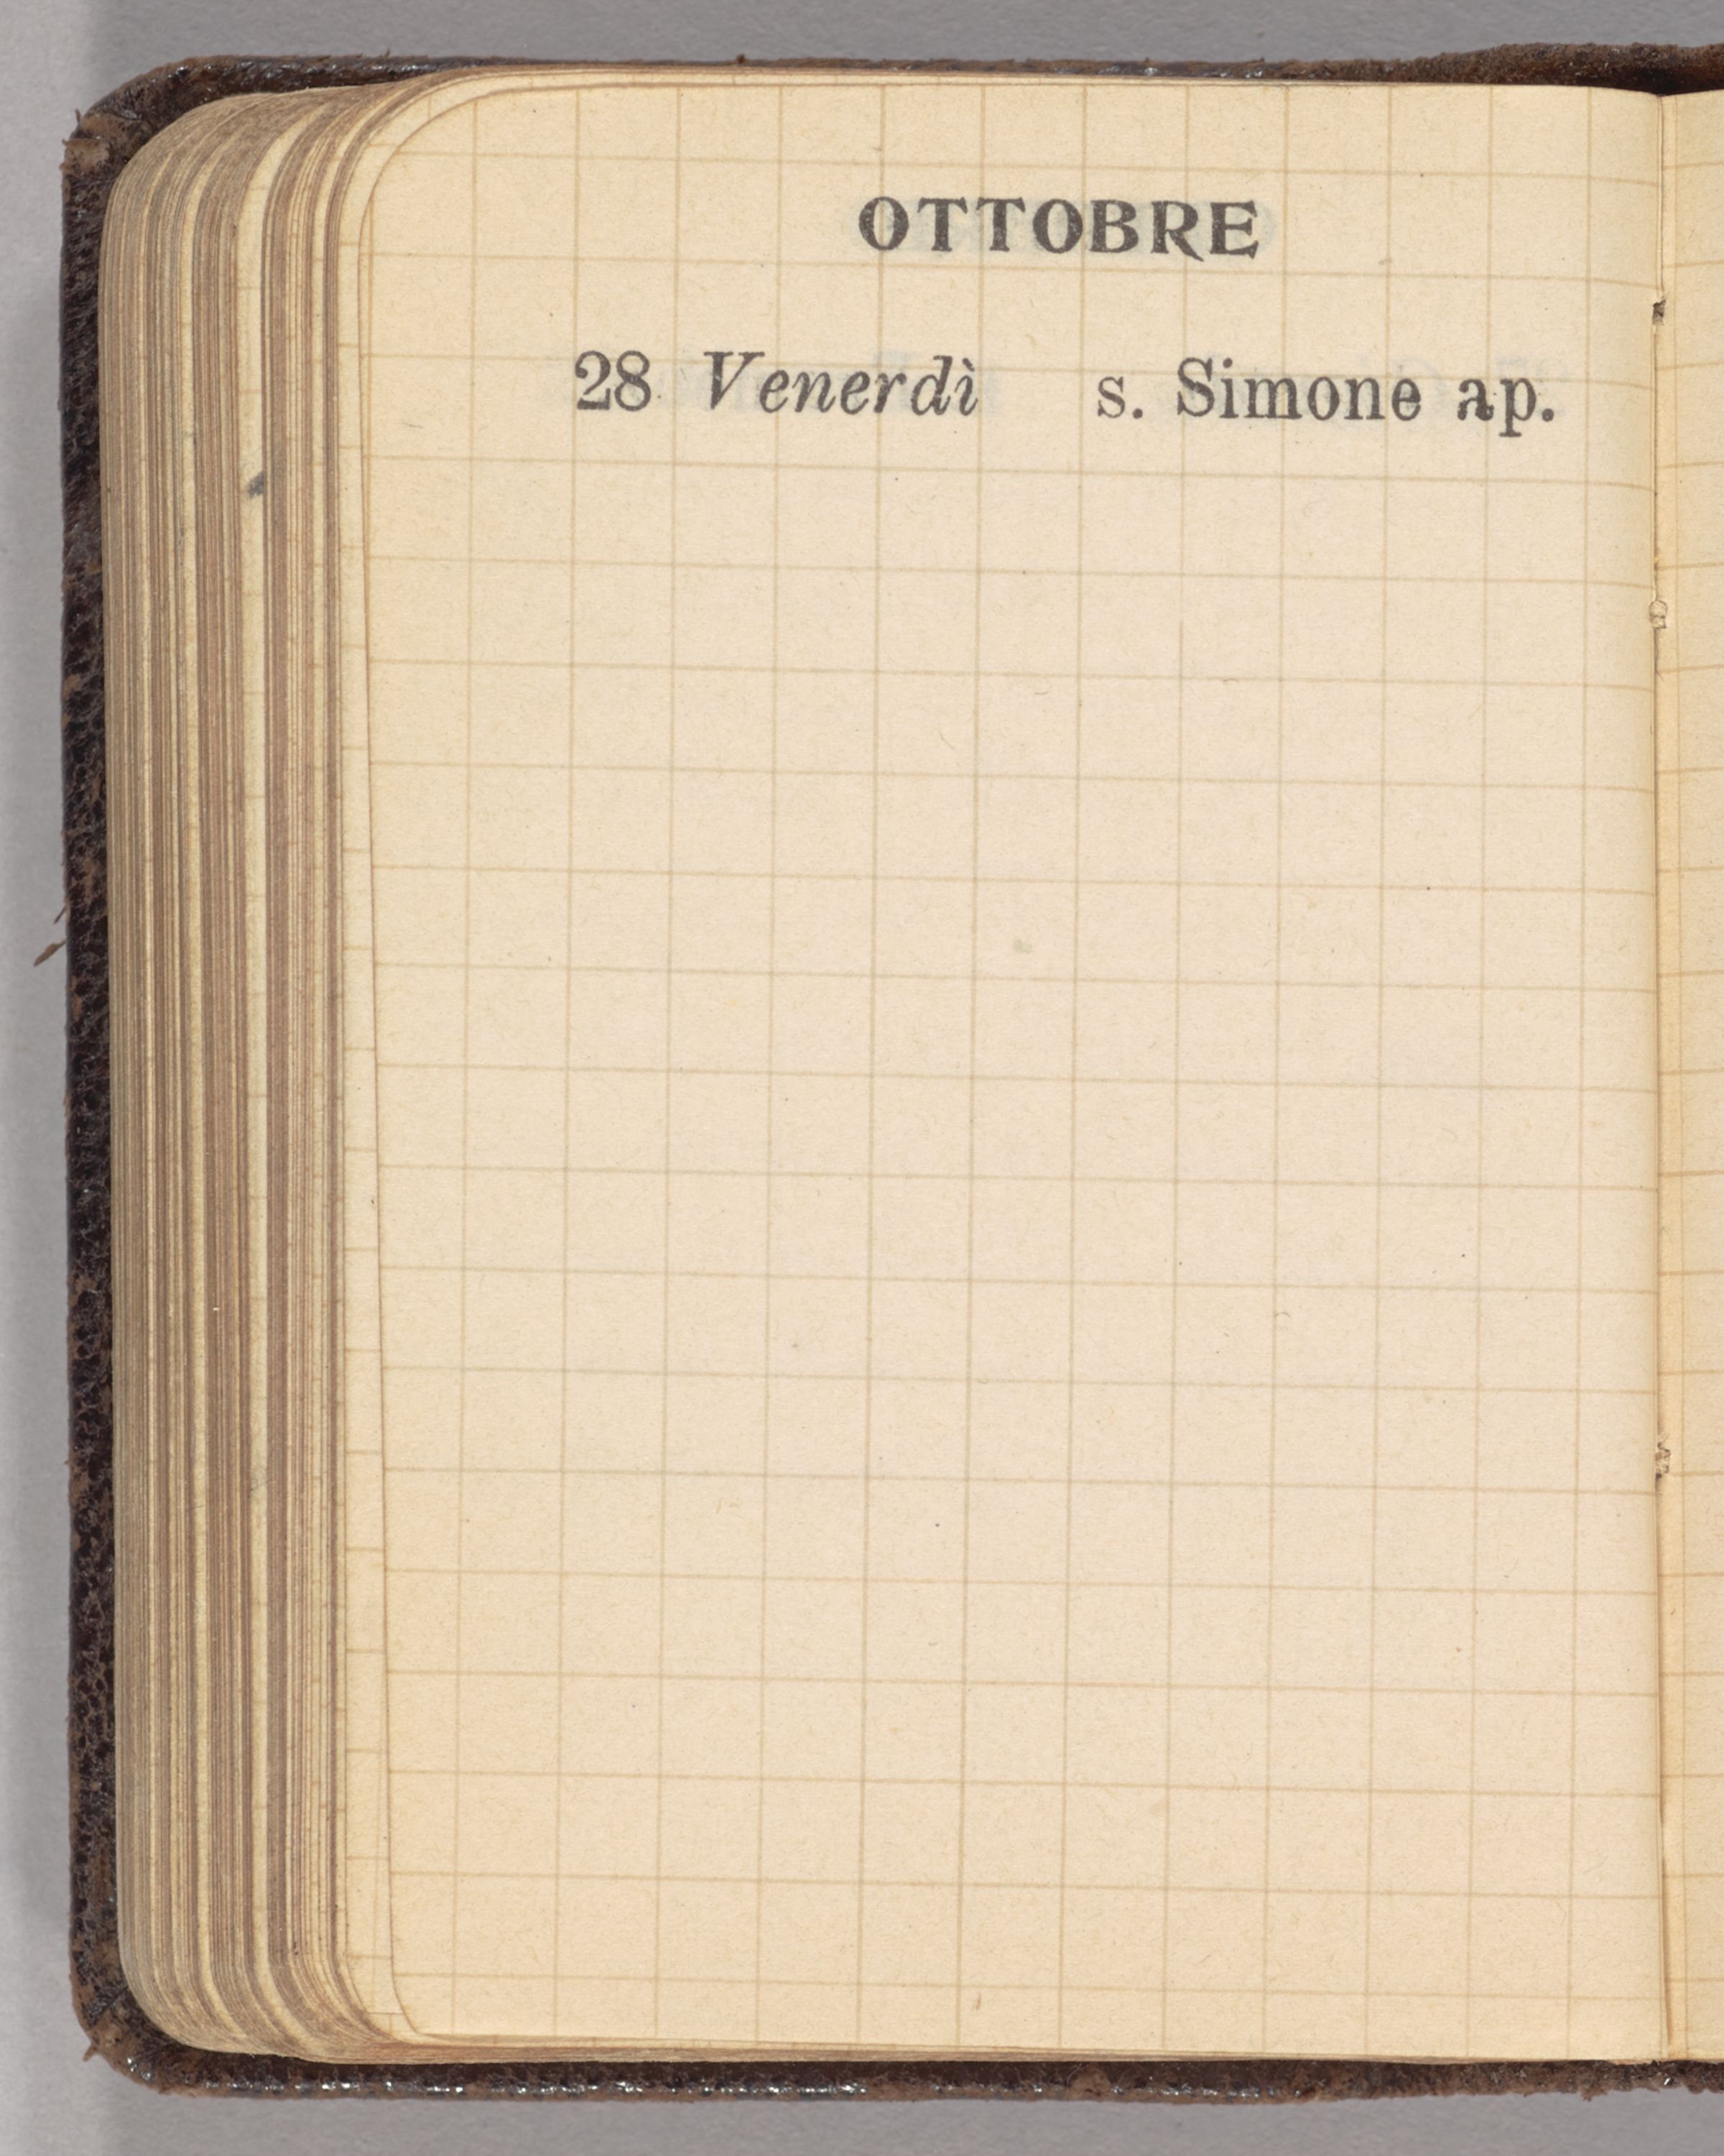 OTTOBRE
28 Venerdì s. Simone ap.